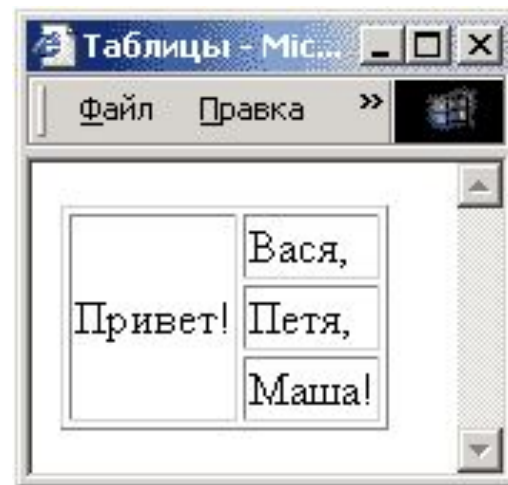 Таблицы - Mic...
Файл Правка »
Привет!
Вася,
Петя,
Маша!